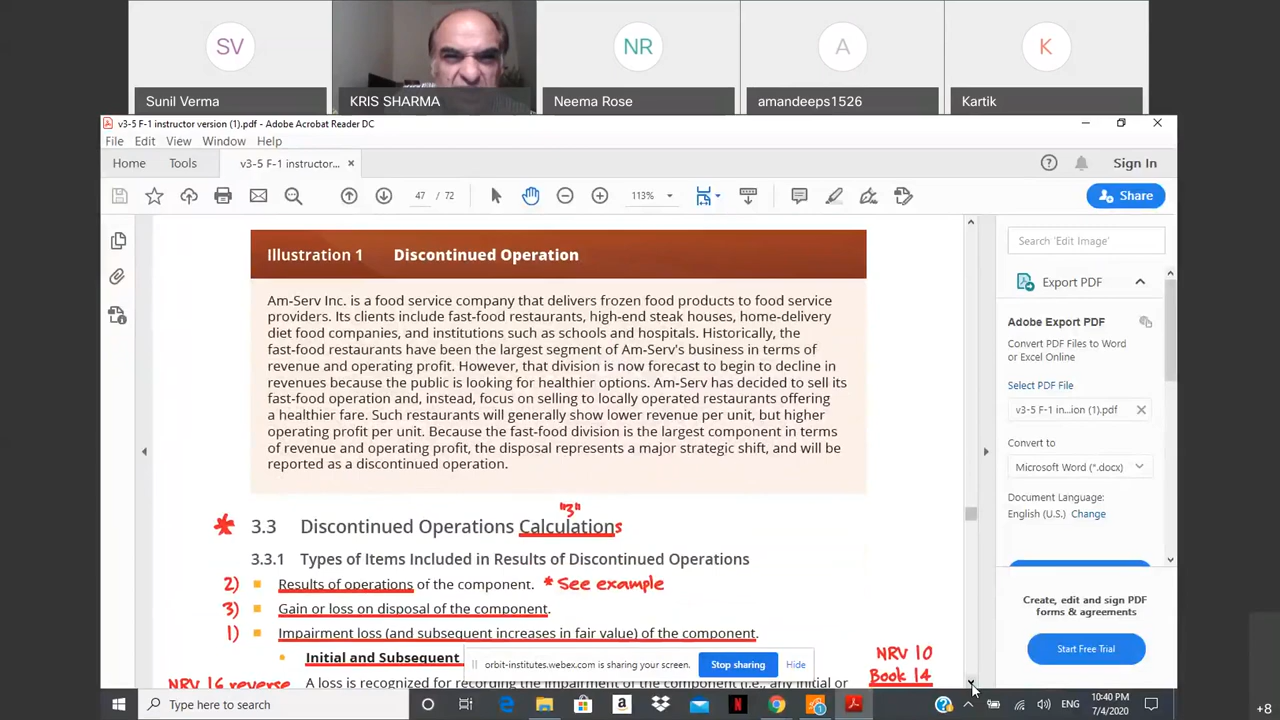 SV
NR
A
K
Sunil Verma
KRIS SHARMA
Neema Rose
amandeeps1526
Kartik
v3-5 F-1 instructor version (1).pdf - Adobe Acrobat Reader DC
File Edit View Window Help
Home Tools v3-5 F-1 instructor... × Sign In
47 / 72 113% Share
Illustration 1 Discontinued Operation
Am-Serv Inc. is a food service company that delivers frozen food products to food service
providers. Its clients include fast-food restaurants, high-end steak houses, home-delivery
diet food companies, and institutions such as schools and hospitals. Historically, the
fast-food restaurants have been the largest segment of Am-Serv's business in terms of
revenue and operating profit. However, that division is now forecast to begin to decline in
revenues because the public is looking for healthier options. Am-Serv has decided to sell its
fast-food operation and, instead, focus on selling to locally operated restaurants offering
a healthier fare. Such restaurants will generally show lower revenue per unit, but higher
operating profit per unit. Because the fast-food division is the largest component in terms
of revenue and operating profit, the disposal represents a major strategic shift, and will be
reported as a discontinued operation.
"3"
* 3.3 Discontinued Operations Calculations
3.3.1 Types of Items Included in Results of Discontinued Operations
2) Results of operations of the component. * See example
3) Gain or loss on disposal of the component.
1) Impairment loss (and subsequent increases in fair value) of the component.
Initial and Subsequent
NRV 10
Book 14
NRV 16 reverse
A loss is recognized for recording the impairment of the component (i.e., any initial or
orbit-institutes.webex.com is sharing your screen. Stop sharing Hide
Search 'Edit Image'
Export PDF
Adobe Export PDF
Convert PDF Files to Word
or Excel Online
Select PDF File
v3-5 F-1 in...ion (1).pdf ×
Convert to
Microsoft Word (*.docx)
Document Language:
English (U.S.) Change
Create, edit and sign PDF
forms & agreements
Start Free Trial
Type here to search
ENG
10:40 PM
7/4/2020
+8